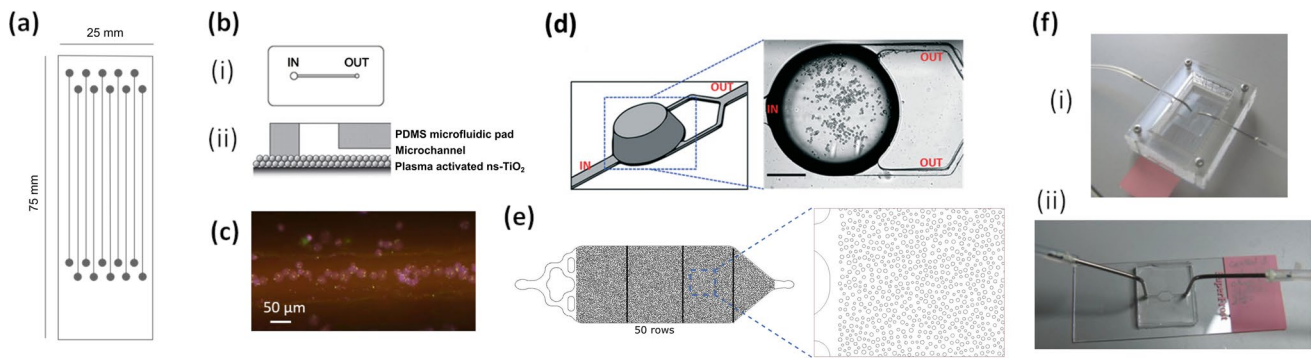 (a)
25 mm
75 mm
(b)
(i)
IN
OUT
(ii)
PDMS microfluidic pad
Microchannel
Plasma activated ns-TiO₂
(c)
50 µm
(d)
IN
OUT
IN
OUT
OUT
(e)
50 rows
(f)
(i)
(ii)